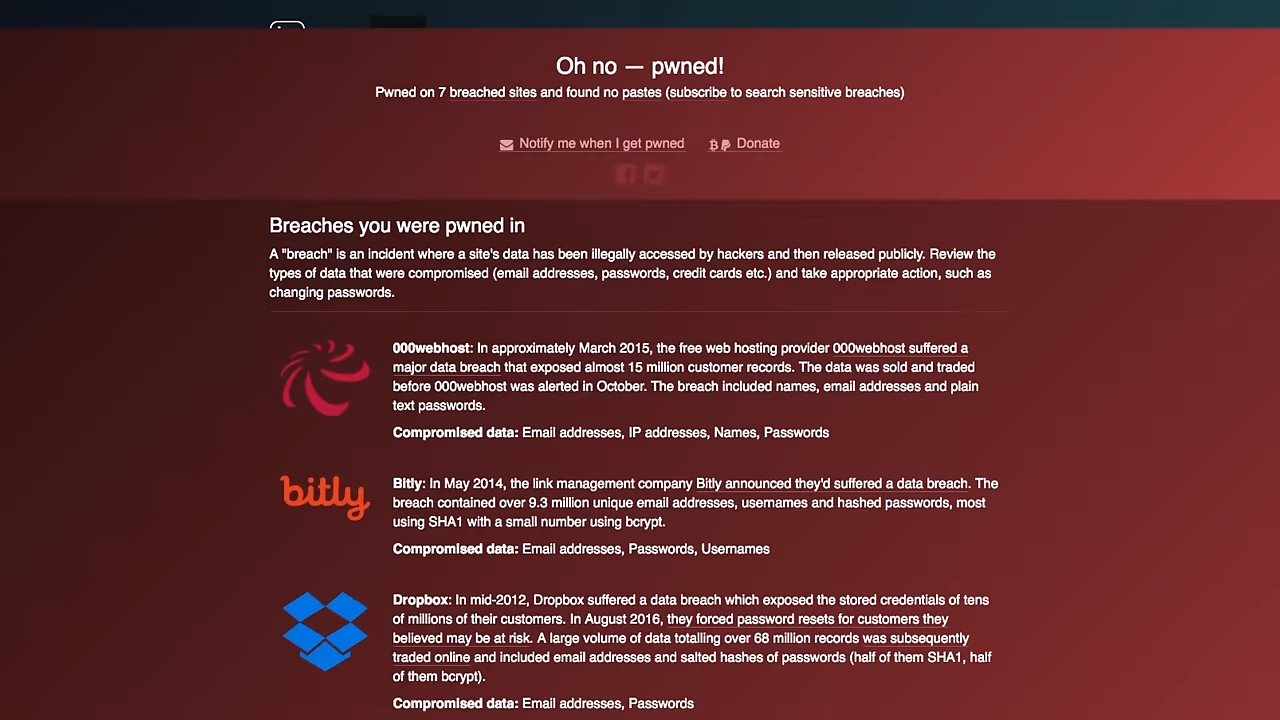 Oh no — pwned!
Pwned on 7 breached sites and found no pastes (subscribe to search sensitive breaches)
Notify me when I get pwned Donate
Breaches you were pwned in
A "breach" is an incident where a site's data has been illegally accessed by hackers and then released publicly. Review the
types of data that were compromised (email addresses, passwords, credit cards etc.) and take appropriate action, such as
changing passwords.
000webhost: In approximately March 2015, the free web hosting provider 000webhost suffered a
major data breach that exposed almost 15 million customer records. The data was sold and traded
before 000webhost was alerted in October. The breach included names, email addresses and plain
text passwords.
Compromised data: Email addresses, IP addresses, Names, Passwords
bitly
Bitly: In May 2014, the link management company Bitly announced they'd suffered a data breach. The
breach contained over 9.3 million unique email addresses, usernames and hashed passwords, most
using SHA1 with a small number using bcrypt.
Compromised data: Email addresses, Passwords, Usernames
Dropbox: In mid-2012, Dropbox suffered a data breach which exposed the stored credentials of tens
of millions of their customers. In August 2016, they forced password resets for customers they
believed may be at risk. A large volume of data totalling over 68 million records was subsequently
traded online and included email addresses and salted hashes of passwords (half of them SHA1, half
of them bcrypt).
Compromised data: Email addresses, Passwords